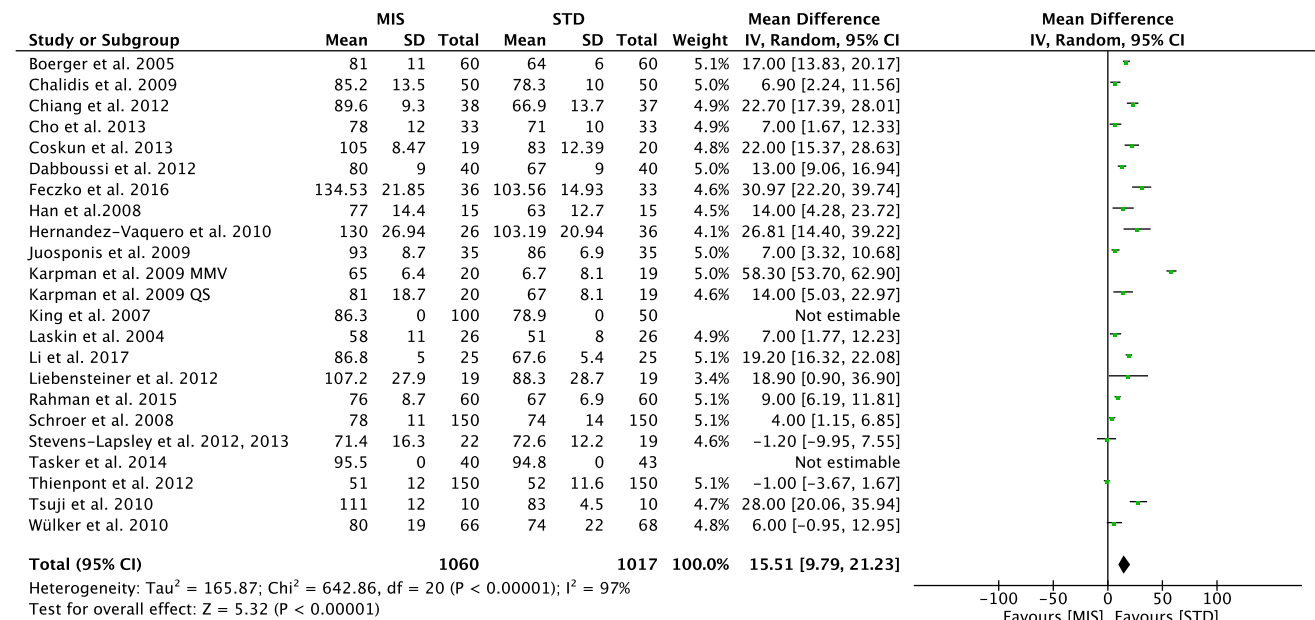 MIS STD Mean Difference Mean Difference
Study or Subgroup Mean SD Total Mean SD Total Weight IV, Random, 95% CI IV, Random, 95% CI
Boerger et al. 2005 81 11 60 64 6 60 5.1% 17.00 [13.83, 20.17]
Chalidis et al. 2009 85.2 13.5 50 78.3 10 50 5.0% 6.90 [2.24, 11.56]
Chiang et al. 2012 89.6 9.3 38 66.9 13.7 37 4.9% 22.70 [17.39, 28.01]
Cho et al. 2013 78 12 33 71 10 33 4.9% 7.00 [1.67, 12.33]
Coskun et al. 2013 105 8.47 19 83 12.39 20 4.8% 22.00 [15.37, 28.63]
Dabboussi et al. 2012 80 9 40 67 9 40 5.0% 13.00 [9.06, 16.94]
Feczko et al. 2016 134.53 21.85 36 103.56 14.93 33 4.6% 30.97 [22.20, 39.74]
Han et al.2008 77 14.4 15 63 12.7 15 4.5% 14.00 [4.28, 23.72]
Hernandez−Vaquero et al. 2010 130 26.94 26 103.19 20.94 36 4.1% 26.81 [14.40, 39.22]
Juosponis et al. 2009 93 8.7 35 86 6.9 35 5.0% 7.00 [3.32, 10.68]
Karpman et al. 2009 MMV 65 6.4 20 6.7 8.1 19 5.0% 58.30 [53.70, 62.90]
Karpman et al. 2009 QS 81 18.7 20 67 8.1 19 4.6% 14.00 [5.03, 22.97]
King et al. 2007 86.3 0 100 78.9 0 50 Not estimable
Laskin et al. 2004 58 11 26 51 8 26 4.9% 7.00 [1.77, 12.23]
Li et al. 2017 86.8 5 25 67.6 5.4 25 5.1% 19.20 [16.32, 22.08]
Liebensteiner et al. 2012 107.2 27.9 19 88.3 28.7 19 3.4% 18.90 [0.90, 36.90]
Rahman et al. 2015 76 8.7 60 67 6.9 60 5.1% 9.00 [6.19, 11.81]
Schroer et al. 2008 78 11 150 74 14 150 5.1% 4.00 [1.15, 6.85]
Stevens−Lapsley et al. 2012, 2013 71.4 16.3 22 72.6 12.2 19 4.6% −1.20 [−9.95, 7.55]
Tasker et al. 2014 95.5 0 40 94.8 0 43 Not estimable
Thienpont et al. 2012 51 12 150 52 11.6 150 5.1% −1.00 [−3.67, 1.67]
Tsuji et al. 2010 111 12 10 83 4.5 10 4.7% 28.00 [20.06, 35.94]
Wülker et al. 2010 80 19 66 74 22 68 4.8% 6.00 [−0.95, 12.95]
Total (95% CI) 1060 1017 100.0% 15.51 [9.79, 21.23]
Heterogeneity: Tau² = 165.87; Chi² = 642.86, df = 20 (P < 0.00001); I² = 97%
Test for overall effect: Z = 5.32 (P < 0.00001)
−100 −50 0 50 100
Favours [MIS] Favours [STD]